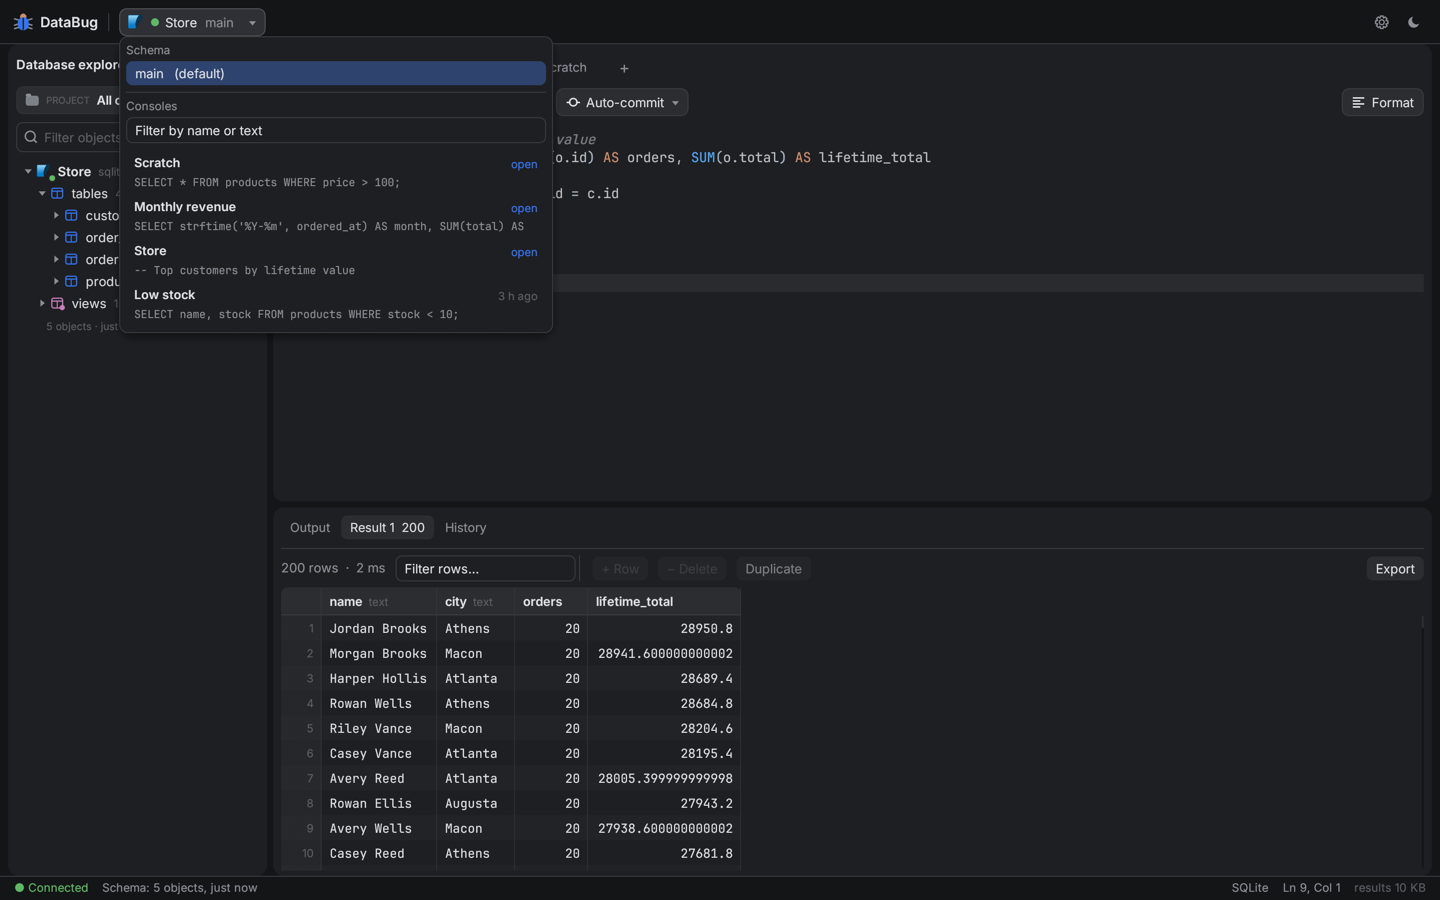 DataBug
Store main
Schema
main (default)
Consoles
Filter by name or text
Scratch open
SELECT * FROM products WHERE price > 100;
Monthly revenue open
SELECT strftime('%Y-%m', ordered_at) AS month, SUM(total) AS
Store open
-- Top customers by lifetime value
Low stock 3 h ago
SELECT name, stock FROM products WHERE stock < 10;
Database explor
PROJECT All
Filter objects
Store sqlit
tables
custo
order
order
produ
views 1
5 objects · just
cratch +
Auto-commit
Format
value
o.id) AS orders, SUM(o.total) AS lifetime_total
d = c.id
Output Result 1 200 History
200 rows · 2 ms Filter rows... + Row − Delete Duplicate Export
name text city text orders lifetime_total
1 Jordan Brooks Athens 20 28950.8
2 Morgan Brooks Macon 20 28941.600000000002
3 Harper Hollis Atlanta 20 28689.4
4 Rowan Wells Athens 20 28684.8
5 Riley Vance Macon 20 28204.6
6 Casey Vance Atlanta 20 28195.4
7 Avery Reed Atlanta 20 28005.399999999998
8 Rowan Ellis Augusta 20 27943.2
9 Avery Wells Macon 20 27938.600000000002
10 Casey Reed Athens 20 27681.8
Connected Schema: 5 objects, just now SQLite Ln 9, Col 1 results 10 KB